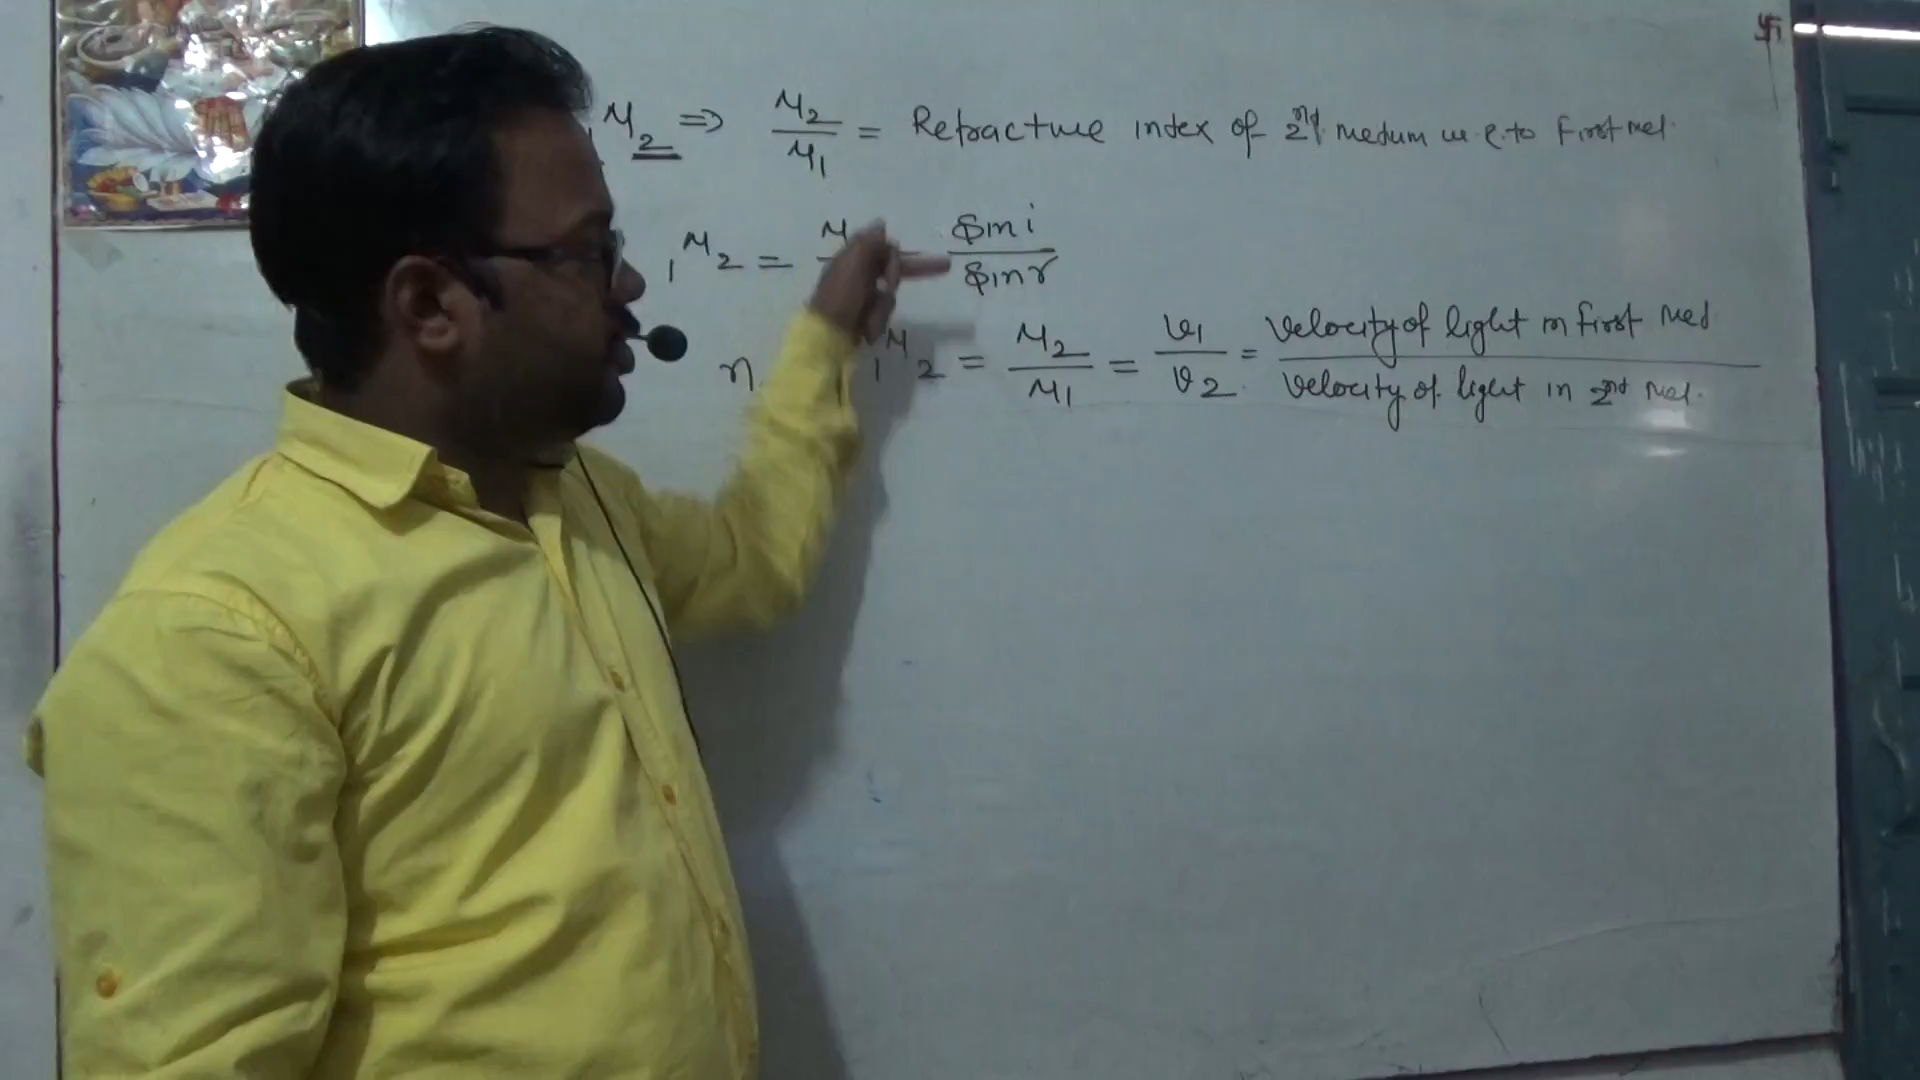 ₁μ₂ ⇒ μ₂/μ₁ = Refractive index of 2nd medium w.r.to First med.
₁μ₂ = μ = Sin i / Sin r
n ₁μ₂ = μ₂/μ₁ = v₁/v₂ = Velocity of light in first Med / Velocity of light in 2nd Med.